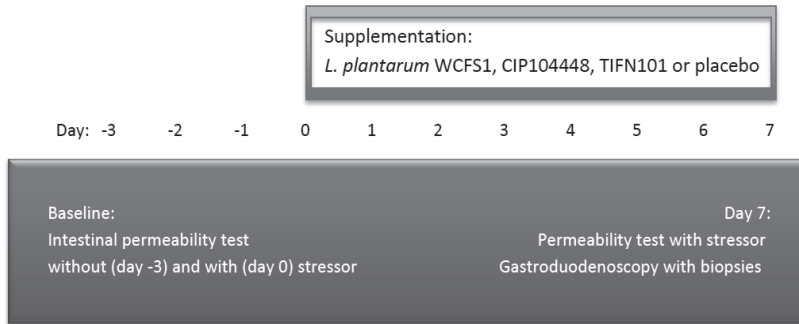 Supplementation:
L. plantarum WCFS1, CIP104448, TIFN101 or placebo
Day: -3 -2 -1 0 1 2 3 4 5 6 7
Baseline:
Intestinal permeability test
without (day -3) and with (day 0) stressor
Day 7:
Permeability test with stressor
Gastroduodenoscopy with biopsies